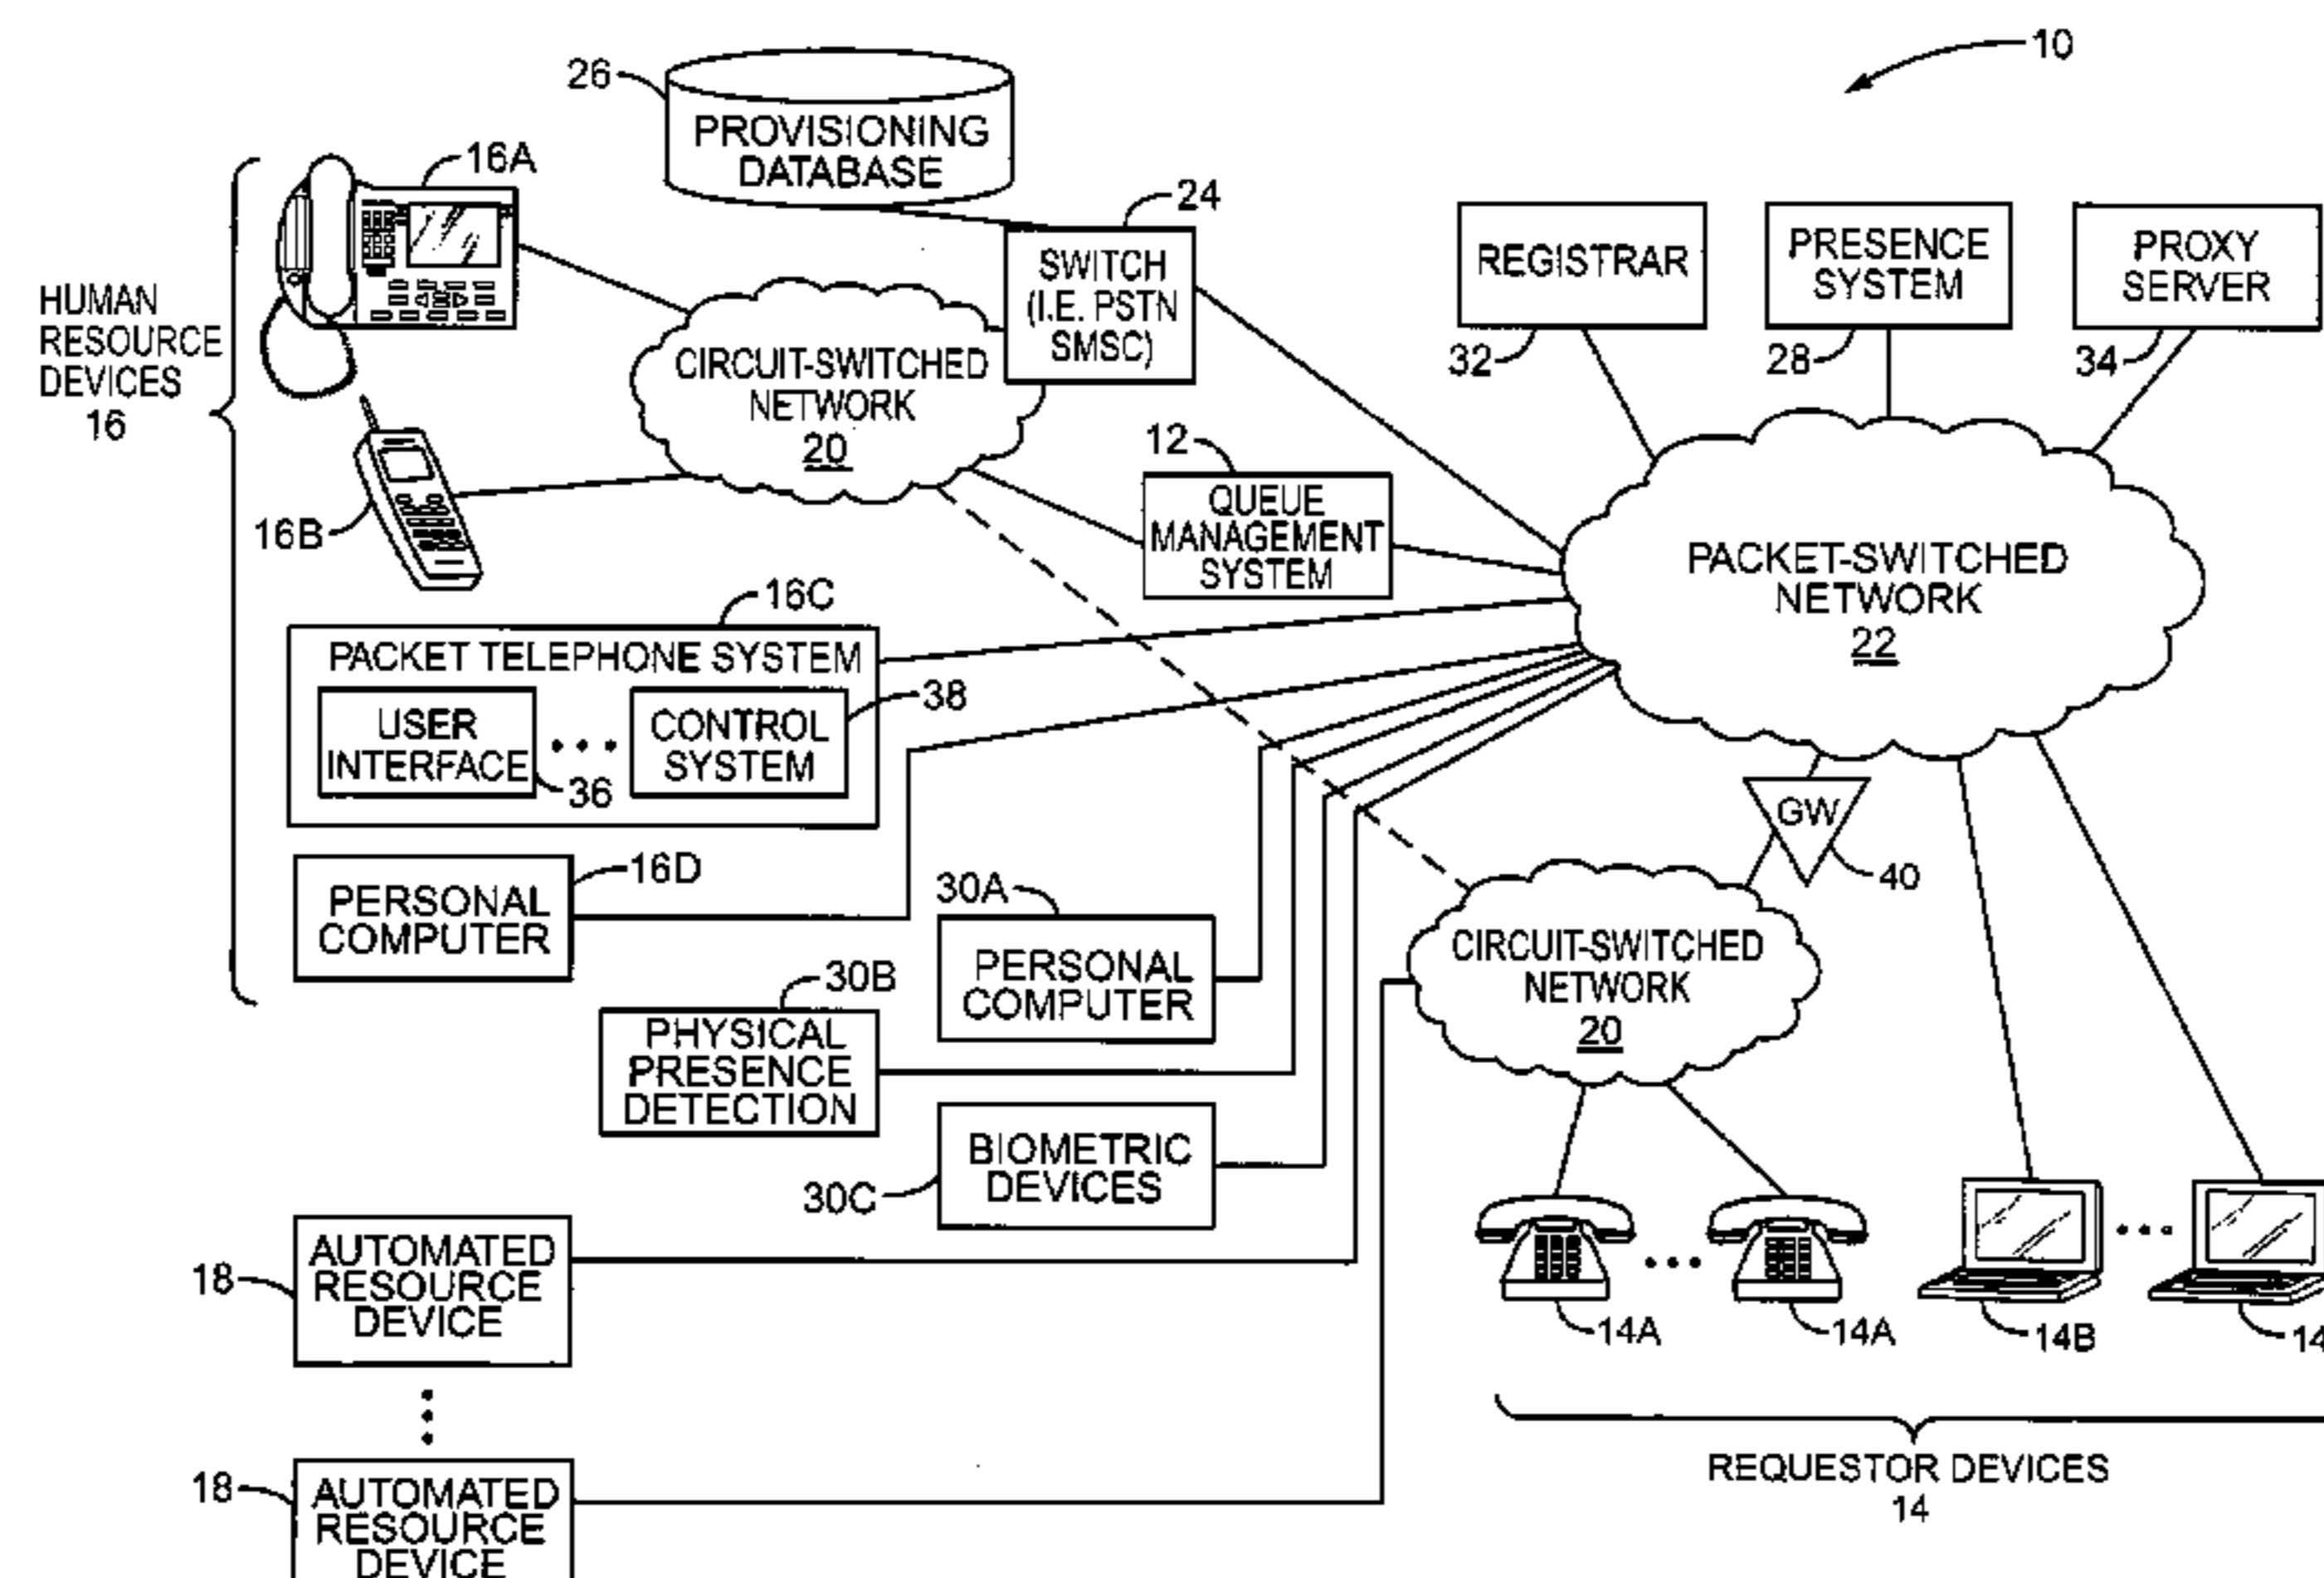 10
26
PROVISIONING
DATABASE
16A
24
SWITCH
(I.E. PSTN
SMSC)
REGISTRAR
32
PRESENCE
SYSTEM
28
PROXY
SERVER
34
HUMAN
RESOURCE
DEVICES
16
CIRCUIT-SWITCHED
NETWORK
20
12
QUEUE
MANAGEMENT
SYSTEM
16B
PACKET-SWITCHED
NETWORK
22
16C
PACKET TELEPHONE SYSTEM
USER
INTERFACE
36
CONTROL
SYSTEM
38
GW
40
16D
PERSONAL
COMPUTER
30A
PERSONAL
COMPUTER
CIRCUIT-SWITCHED
NETWORK
20
30B
PHYSICAL
PRESENCE
DETECTION
BIOMETRIC
DEVICES
30C
18
AUTOMATED
RESOURCE
DEVICE
14A
14A
14B
14
REQUESTOR DEVICES
14
18
AUTOMATED
RESOURCE
DEVICE